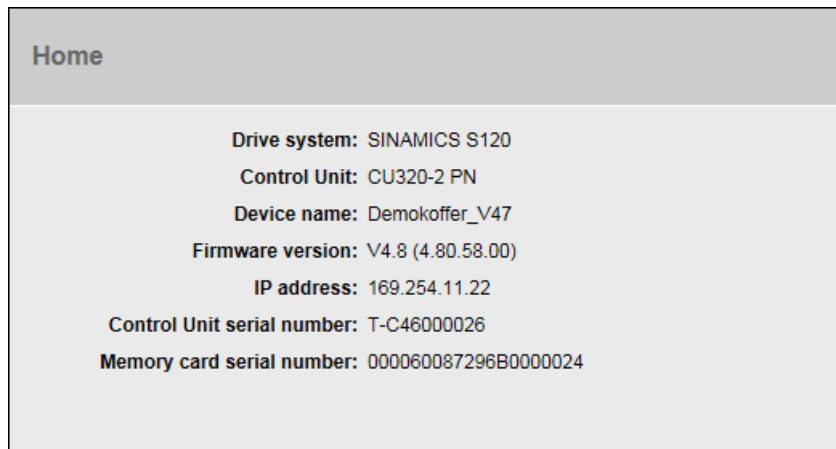 Home
Drive system: SINAMICS S120
Control Unit: CU320-2 PN
Device name: Demokoffer_V47
Firmware version: V4.8 (4.80.58.00)
IP address: 169.254.11.22
Control Unit serial number: T-C46000026
Memory card serial number: 000060087296B0000024